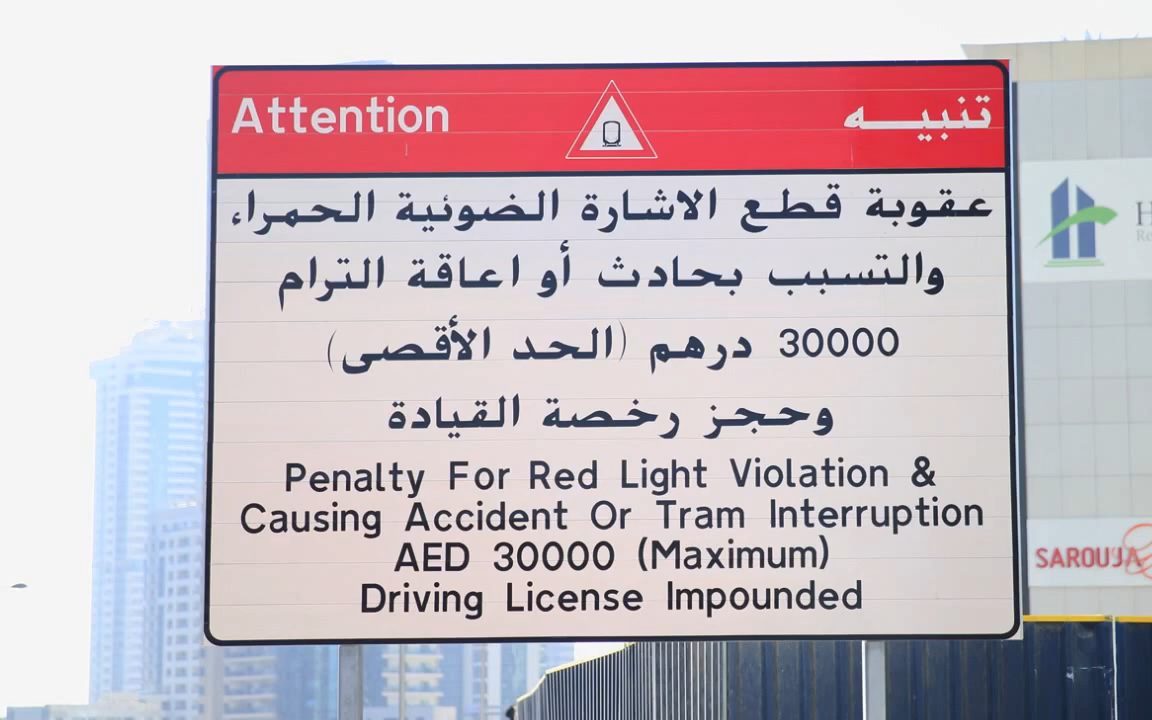 Attention
تنبيـــه
عقوبة قطع الاشارة الضوئية الحمراء
والتسبب بحادث أو اعاقة الترام
30000 درهم (الحد الأقصى)
وحجز رخصة القيادة
Penalty For Red Light Violation &
Causing Accident Or Tram Interruption
AED 30000 (Maximum)
Driving License Impounded
SAROUJA